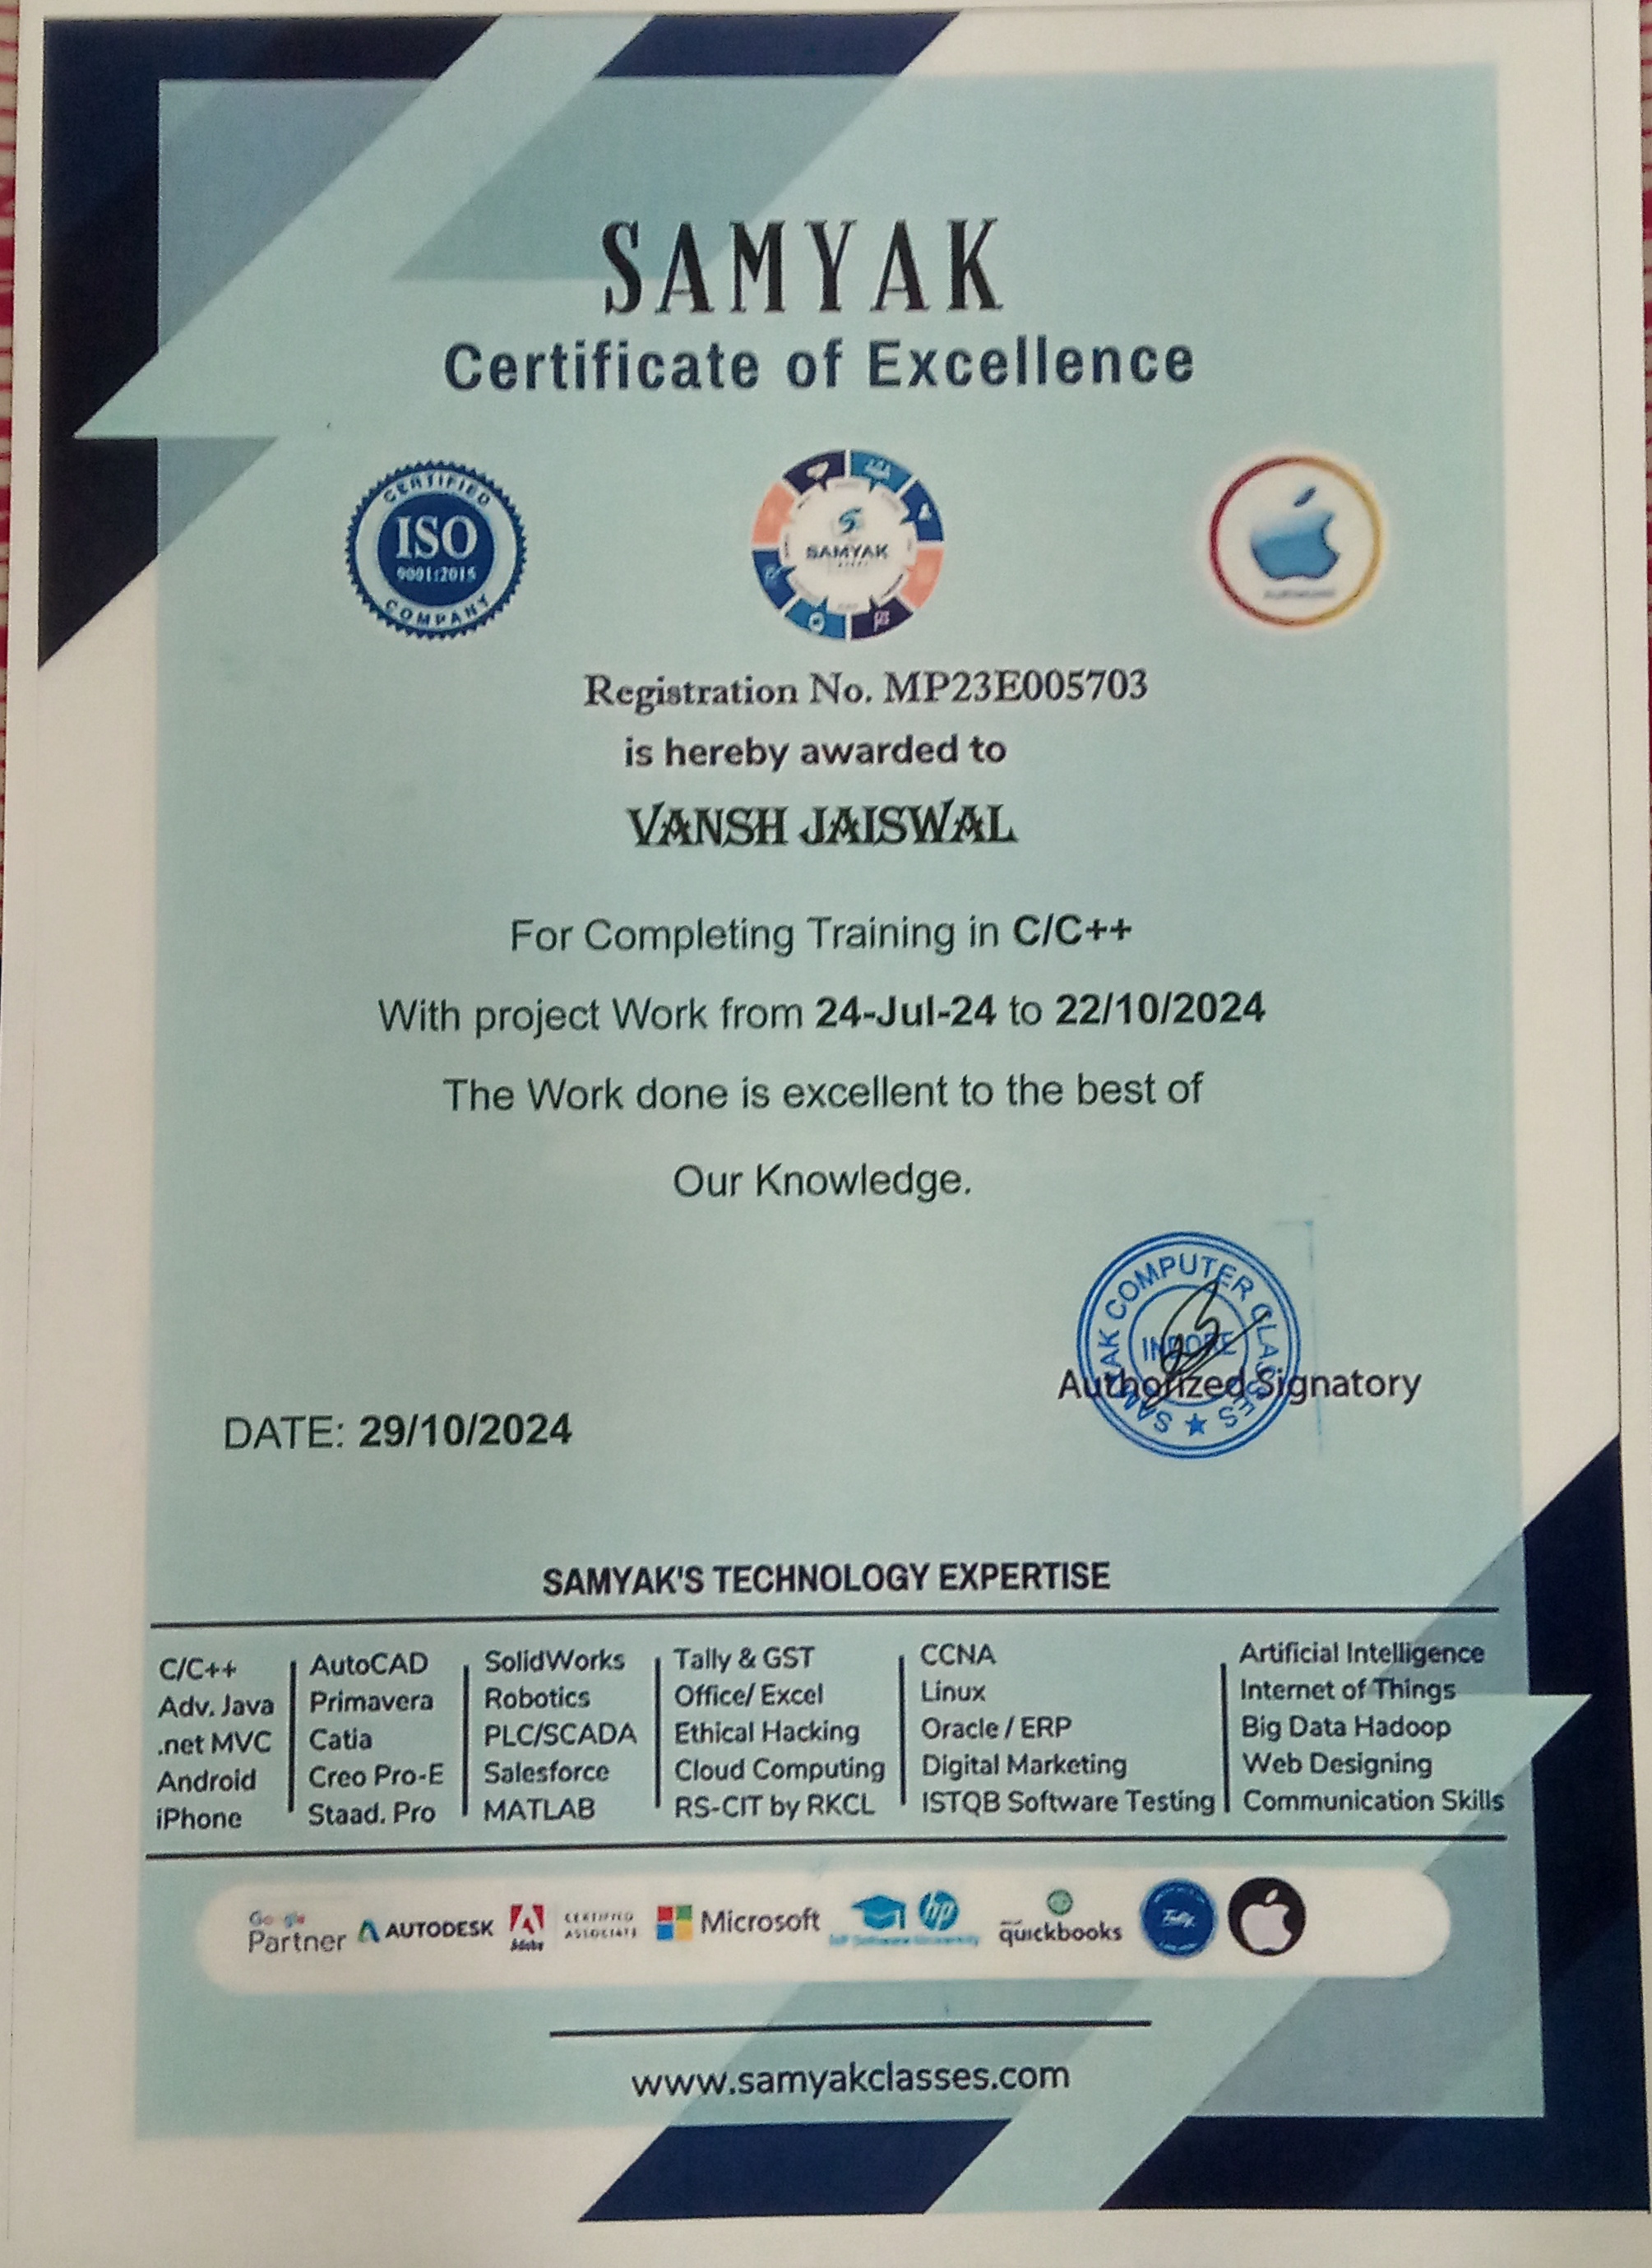 SAMYAK
Certificate of Excellence
CERTIFIED
ISO
9001:2015
COMPANY
SAMYAK
Registration No. MP23E005703
is hereby awarded to
VANSH JAISWAL
For Completing Training in C/C++
With project Work from 24-Jul-24 to 22/10/2024
The Work done is excellent to the best of
Our Knowledge.
SAMYAK COMPUTER CLASSES
INDORE
Authorized Signatory
DATE: 29/10/2024
SAMYAK'S TECHNOLOGY EXPERTISE
C/C++ AutoCAD SolidWorks Tally & GST CCNA Artificial Intelligence
Adv. Java Primavera Robotics Office/ Excel Linux Internet of Things
.net MVC Catia PLC/SCADA Ethical Hacking Oracle / ERP Big Data Hadoop
Android Creo Pro-E Salesforce Cloud Computing Digital Marketing Web Designing
iPhone Staad. Pro MATLAB RS-CIT by RKCL ISTQB Software Testing Communication Skills
Google
Partner
AUTODESK
Adobe
CERTIFIED
ASSOCIATE
Microsoft
hp
quickbooks
Tally
www.samyakclasses.com